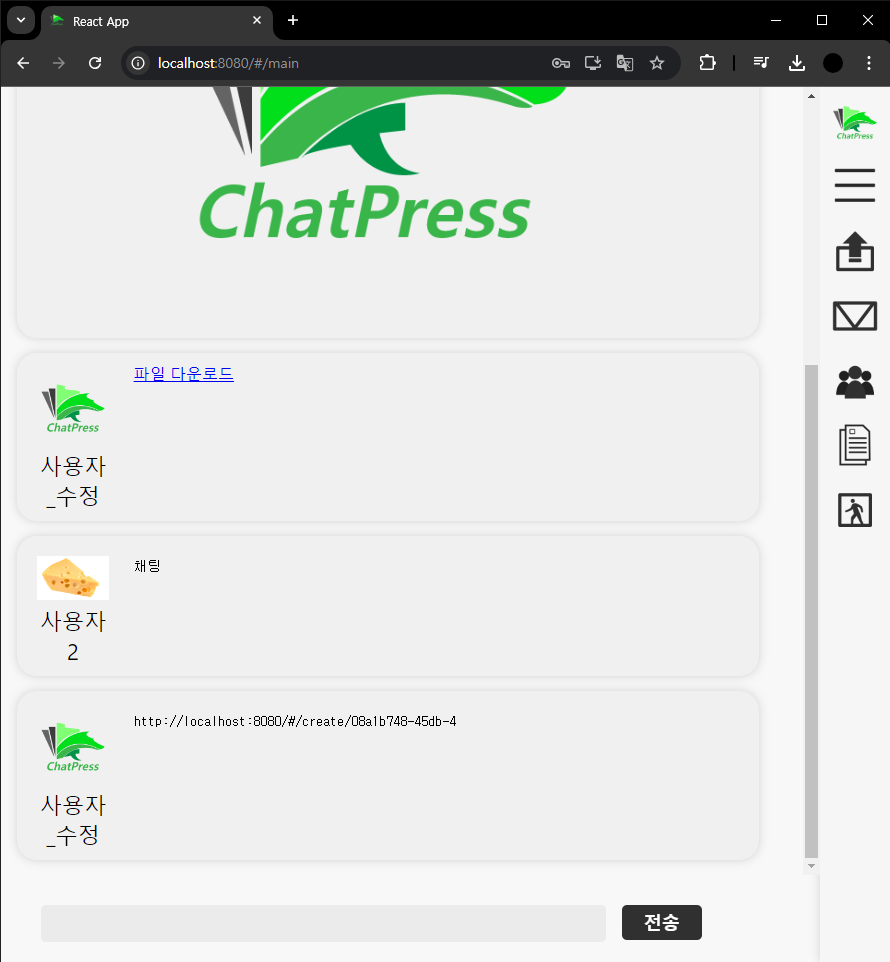 React App
localhost:8080/#/main
ChatPress
ChatPress
파일 다운로드
ChatPress
사용자
_수정
채팅
사용자
2
http://localhost:8080/#/create/08a1b748-45db-4
ChatPress
사용자
_수정
전송